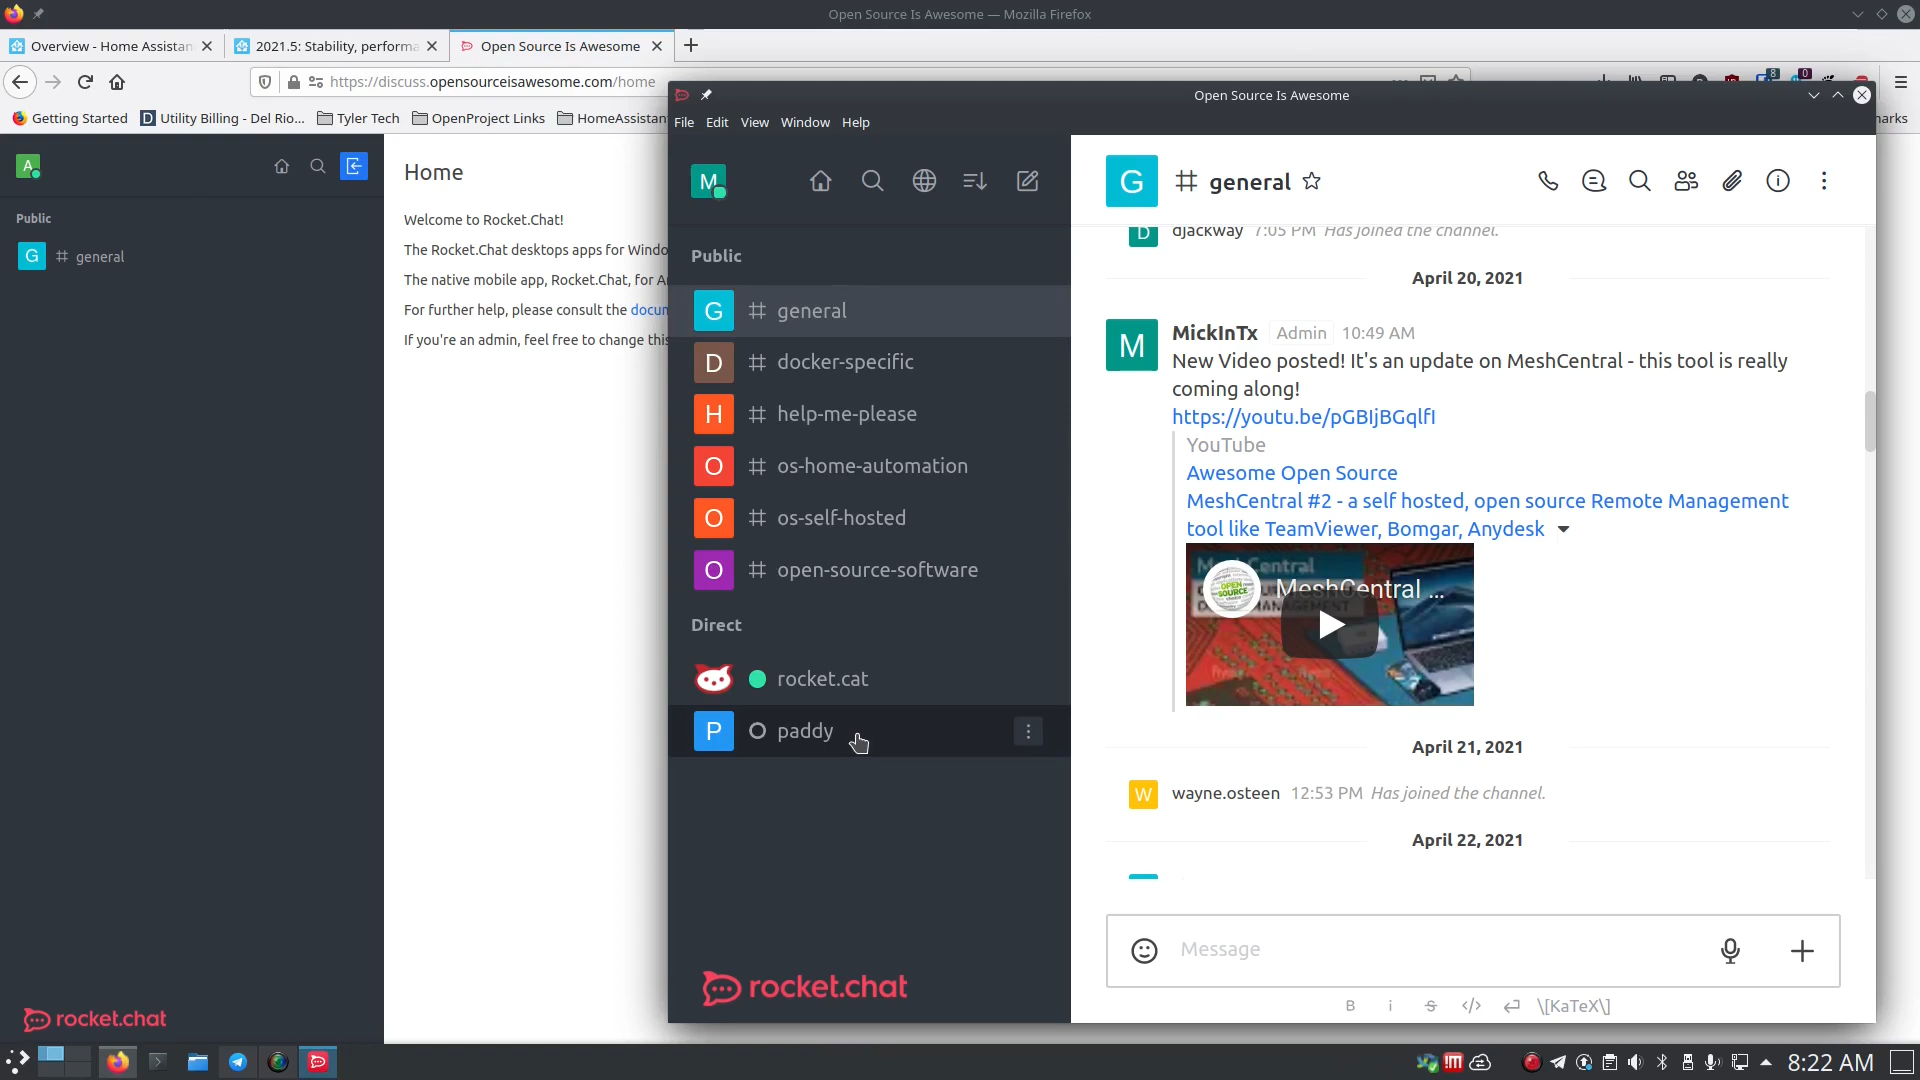 Open Source Is Awesome — Mozilla Firefox
Overview - Home Assistan
2021.5: Stability, performa
Open Source Is Awesome
https://discuss.opensourceisawesome.com/home
8
0
Getting Started
Utility Billing - Del Rio...
Tyler Tech
OpenProject Links
HomeAssistan
A
Public
G
general
rocket.chat
Home
Welcome to Rocket.Chat!
The Rocket.Chat desktops apps for Windo
The native mobile app, Rocket.Chat, for A
For further help, please consult the docum
If you're an admin, feel free to change this
Open Source Is Awesome
File Edit View Window Help
M
Public
G # general
D # docker-specific
H # help-me-please
O # os-home-automation
O # os-self-hosted
O # open-source-software
Direct
rocket.cat
P paddy
rocket.chat
G # general
D djackway 7:05 PM Has joined the channel.
April 20, 2021
M MickInTx Admin 10:49 AM
New Video posted! It's an update on MeshCentral - this tool is really
coming along!
https://youtu.be/pGBIjBGqlfI
YouTube
Awesome Open Source
MeshCentral #2 - a self hosted, open source Remote Management
tool like TeamViewer, Bomgar, Anydesk
MeshCentral ...
OPEN SOURCE
April 21, 2021
W wayne.osteen 12:53 PM Has joined the channel.
April 22, 2021
Message
B i S </> \[KaTeX\]
8:22 AM